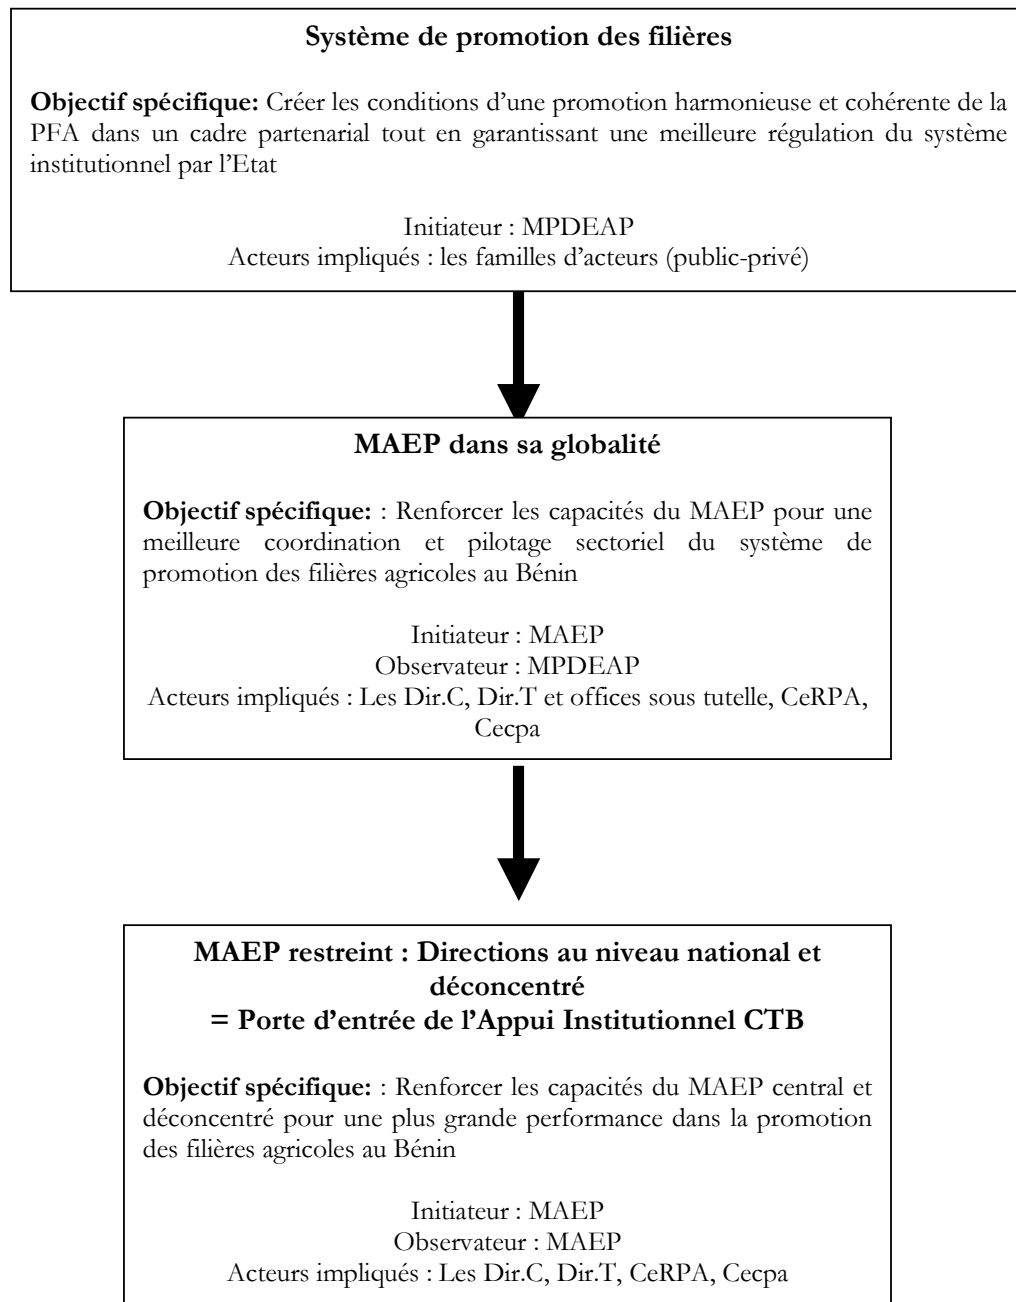 Système de promotion des filières
Objectif spécifique: Créer les conditions d’une promotion harmonieuse et cohérente de la
PFA dans un cadre partenarial tout en garantissant une meilleure régulation du système
institutionnel par l’Etat
Initiateur : MPDEAP
Acteurs impliqués : les familles d’acteurs (public-privé)
MAEP dans sa globalité
Objectif spécifique: : Renforcer les capacités du MAEP pour une
meilleure coordination et pilotage sectoriel du système de
promotion des filières agricoles au Bénin
Initiateur : MAEP
Observateur : MPDEAP
Acteurs impliqués : Les Dir.C, Dir.T et offices sous tutelle, CeRPA,
Cecpa
MAEP restreint : Directions au niveau national et
déconcentré
= Porte d’entrée de l’Appui Institutionnel CTB
Objectif spécifique: : Renforcer les capacités du MAEP central et
déconcentré pour une plus grande performance dans la promotion
des filières agricoles au Bénin
Initiateur : MAEP
Observateur : MAEP
Acteurs impliqués : Les Dir.C, Dir.T, CeRPA, Cecpa